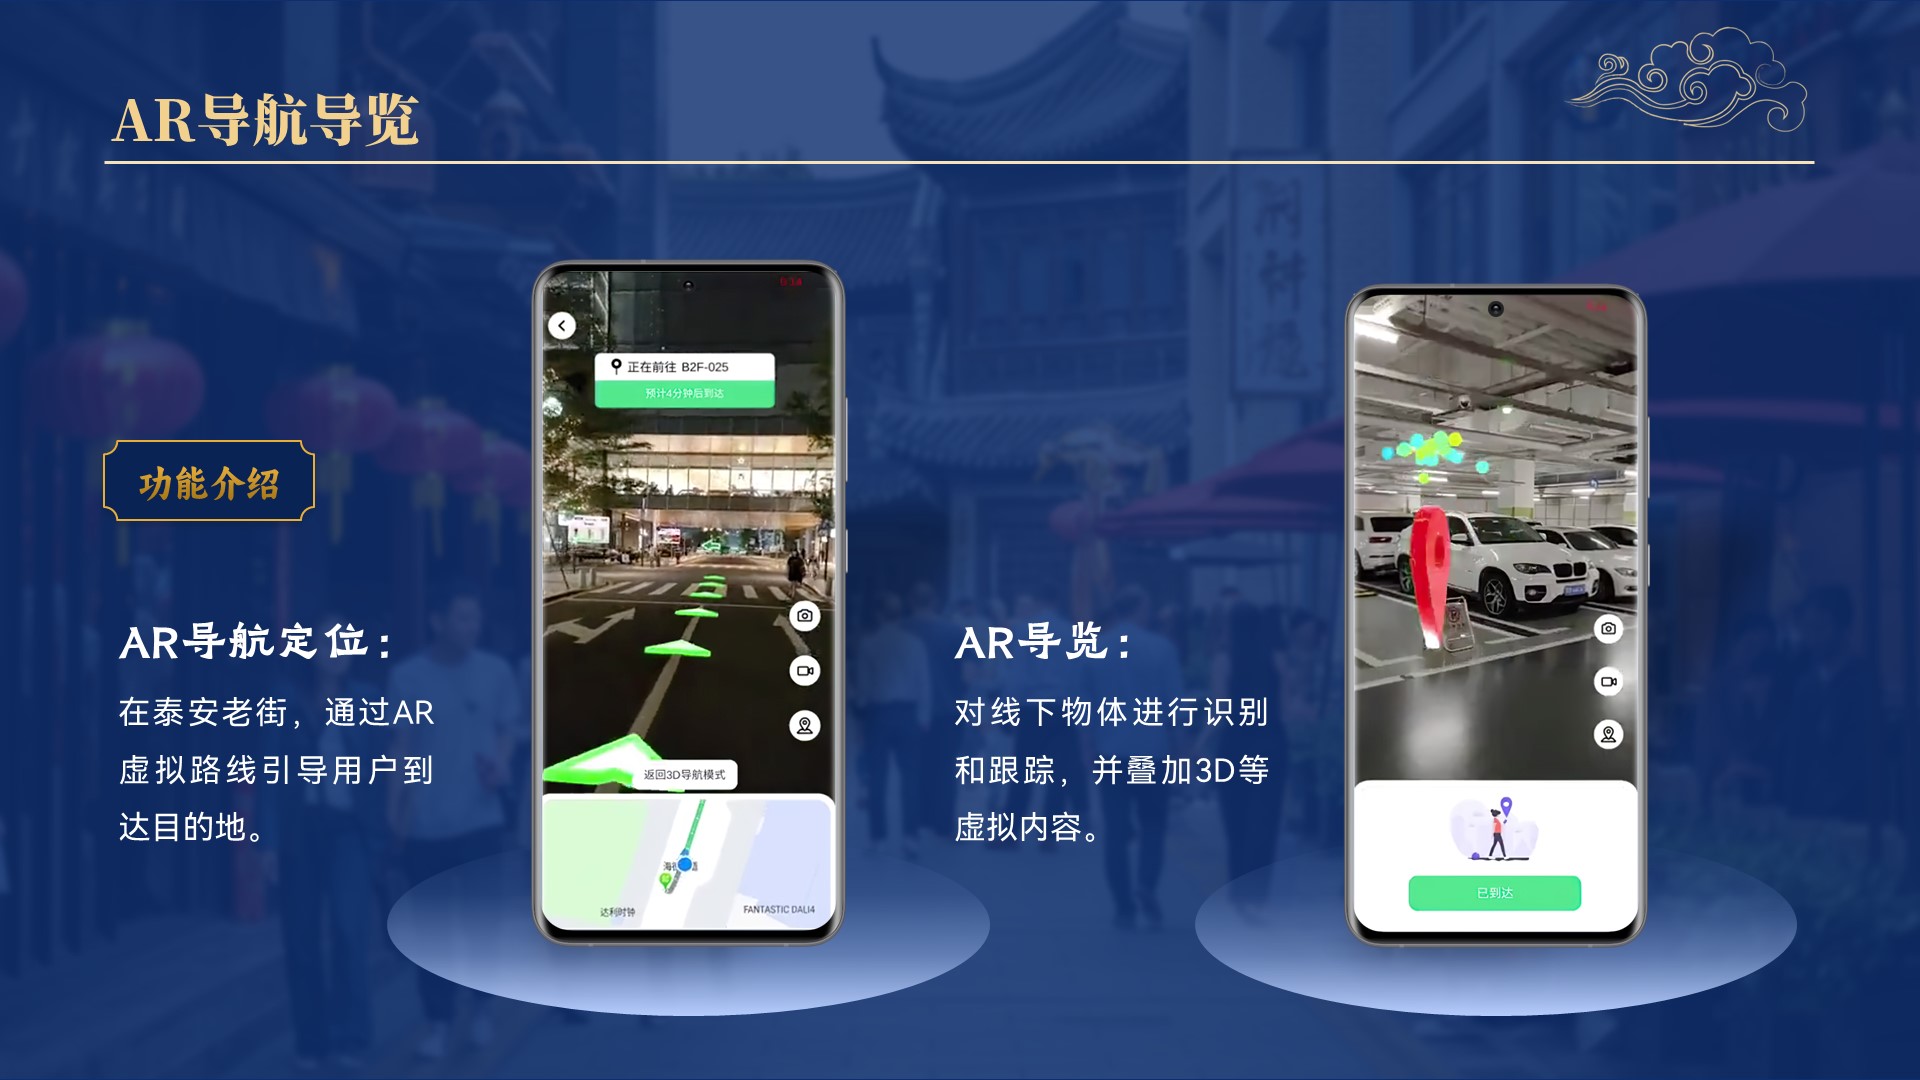 AR导航导览
功能介绍
AR导航定位：
在泰安老街，通过AR
虚拟路线引导用户到
达目的地。
正在前往 B2F-025
预计4分钟后到达
返回3D导航模式
达利时钟
FANTASTIC DALI4
AR导览：
对线下物体进行识别
和跟踪，并叠加3D等
虚拟内容。
已到达